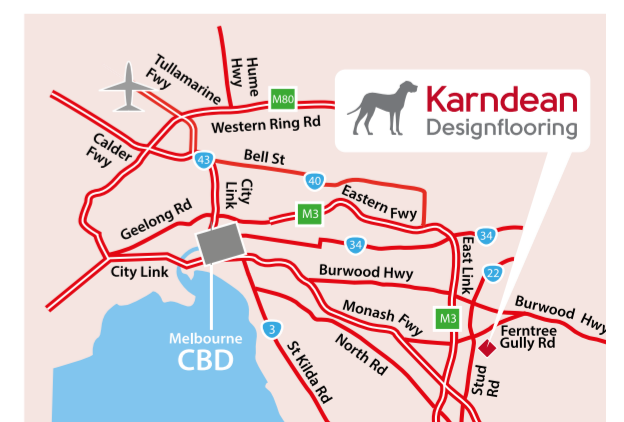 Tullamarine
Fwy
Hume
Hwy
M80
Western Ring Rd
Karndean
Designflooring
Calder
Fwy
43
Bell St
40
City
Link
M3
Eastern Fwy
Geelong Rd
34
34
East Link
22
City Link
Burwood Hwy
Burwood Hwy
Monash Fwy
M3
Ferntree
Gully Rd
Melbourne
CBD
3
St Kilda Rd
North Rd
Stud
Rd